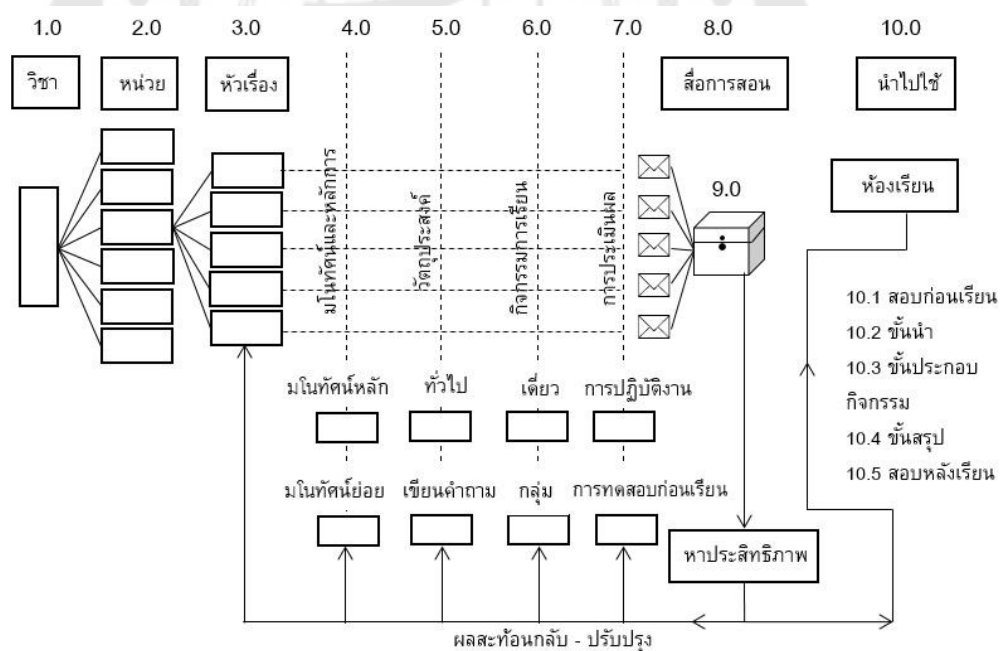 1.0 2.0 3.0 4.0 5.0 6.0 7.0 8.0 10.0
วิชา หน่วย หัวเรื่อง สื่อการสอน นำไปใช้
มโนทัศน์และหลักการ
วัตถุประสงค์
กิจกรรมการเรียน
การประเมินผล
9.0
ห้องเรียน
10.1 สอบก่อนเรียน
10.2 ขั้นนำ
10.3 ขั้นประกอบ
กิจกรรม
10.4 ขั้นสรุป
10.5 สอบหลังเรียน
มโนทัศน์หลัก ทั่วไป เดี่ยว การปฏิบัติงาน
มโนทัศน์ย่อย เขียนคำถาม กลุ่ม การทดสอบก่อนเรียน
หาประสิทธิภาพ
ผลสะท้อนกลับ - ปรับปรุง